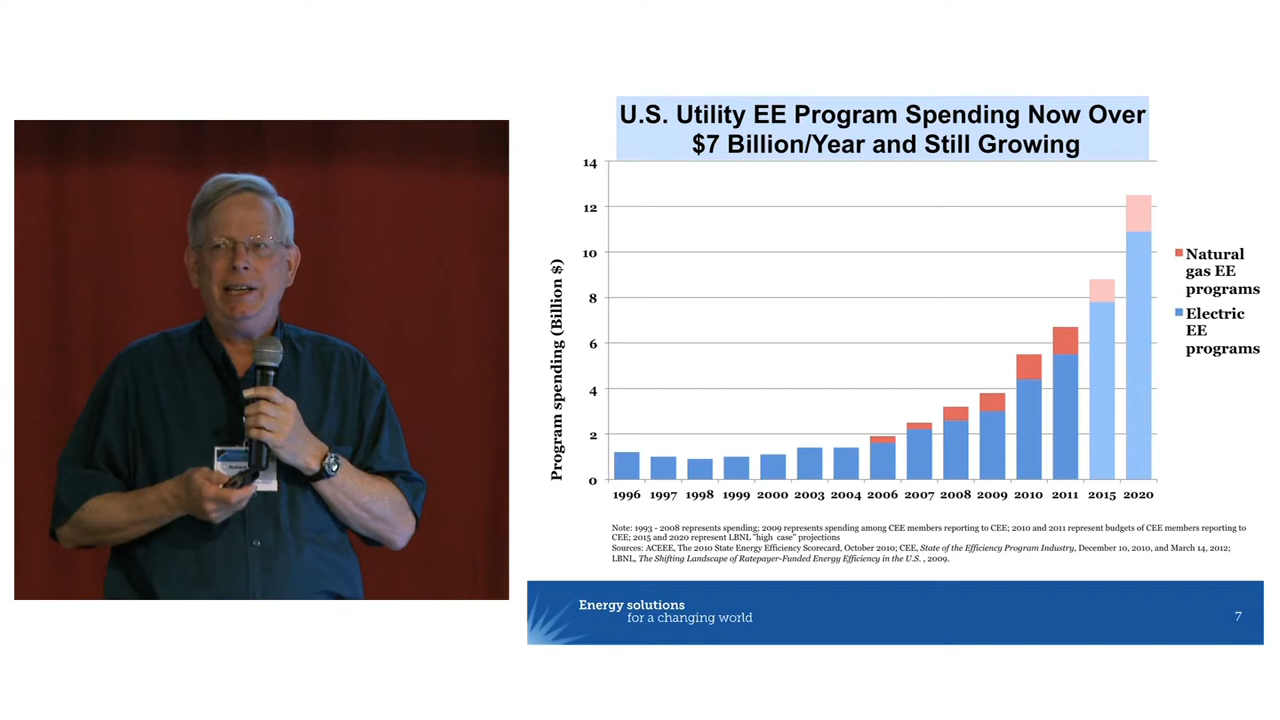 U.S. Utility EE Program Spending Now Over
$7 Billion/Year and Still Growing
Program spending (Billion $)
14
12
10
8
6
4
2
0
1996 1997 1998 1999 2000 2003 2004 2006 2007 2008 2009 2010 2011 2015 2020
Natural
gas EE
programs
Electric
EE
programs
Note: 1993 - 2008 represents spending; 2009 represents spending among CEE members reporting to CEE; 2010 and 2011 represent budgets of CEE members reporting to
CEE; 2015 and 2020 represent LBNL "high case" projections
Sources: ACEEE, The 2010 State Energy Efficiency Scorecard, October 2010; CEE, State of the Efficiency Program Industry, December 10, 2010, and March 14, 2012;
LBNL, The Shifting Landscape of Ratepayer-Funded Energy Efficiency in the U.S. , 2009.
Energy solutions
for a changing world
7